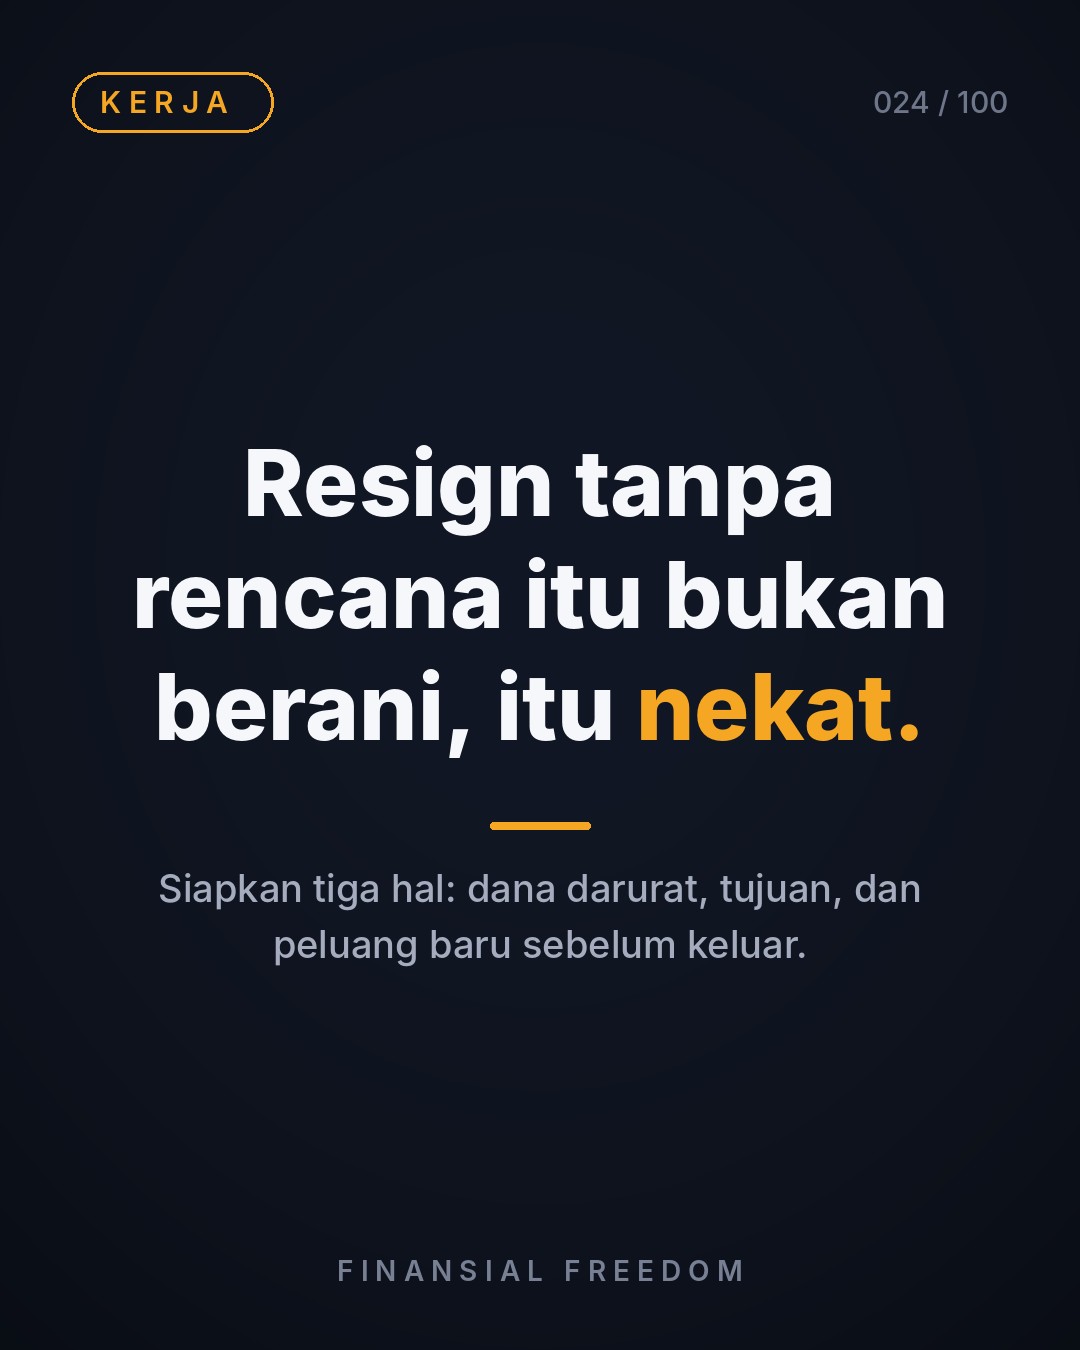 KERJA
024 / 100
Resign tanpa
rencana itu bukan
berani, itu nekat.
Siapkan tiga hal: dana darurat, tujuan, dan
peluang baru sebelum keluar.
FINANSIAL FREEDOM